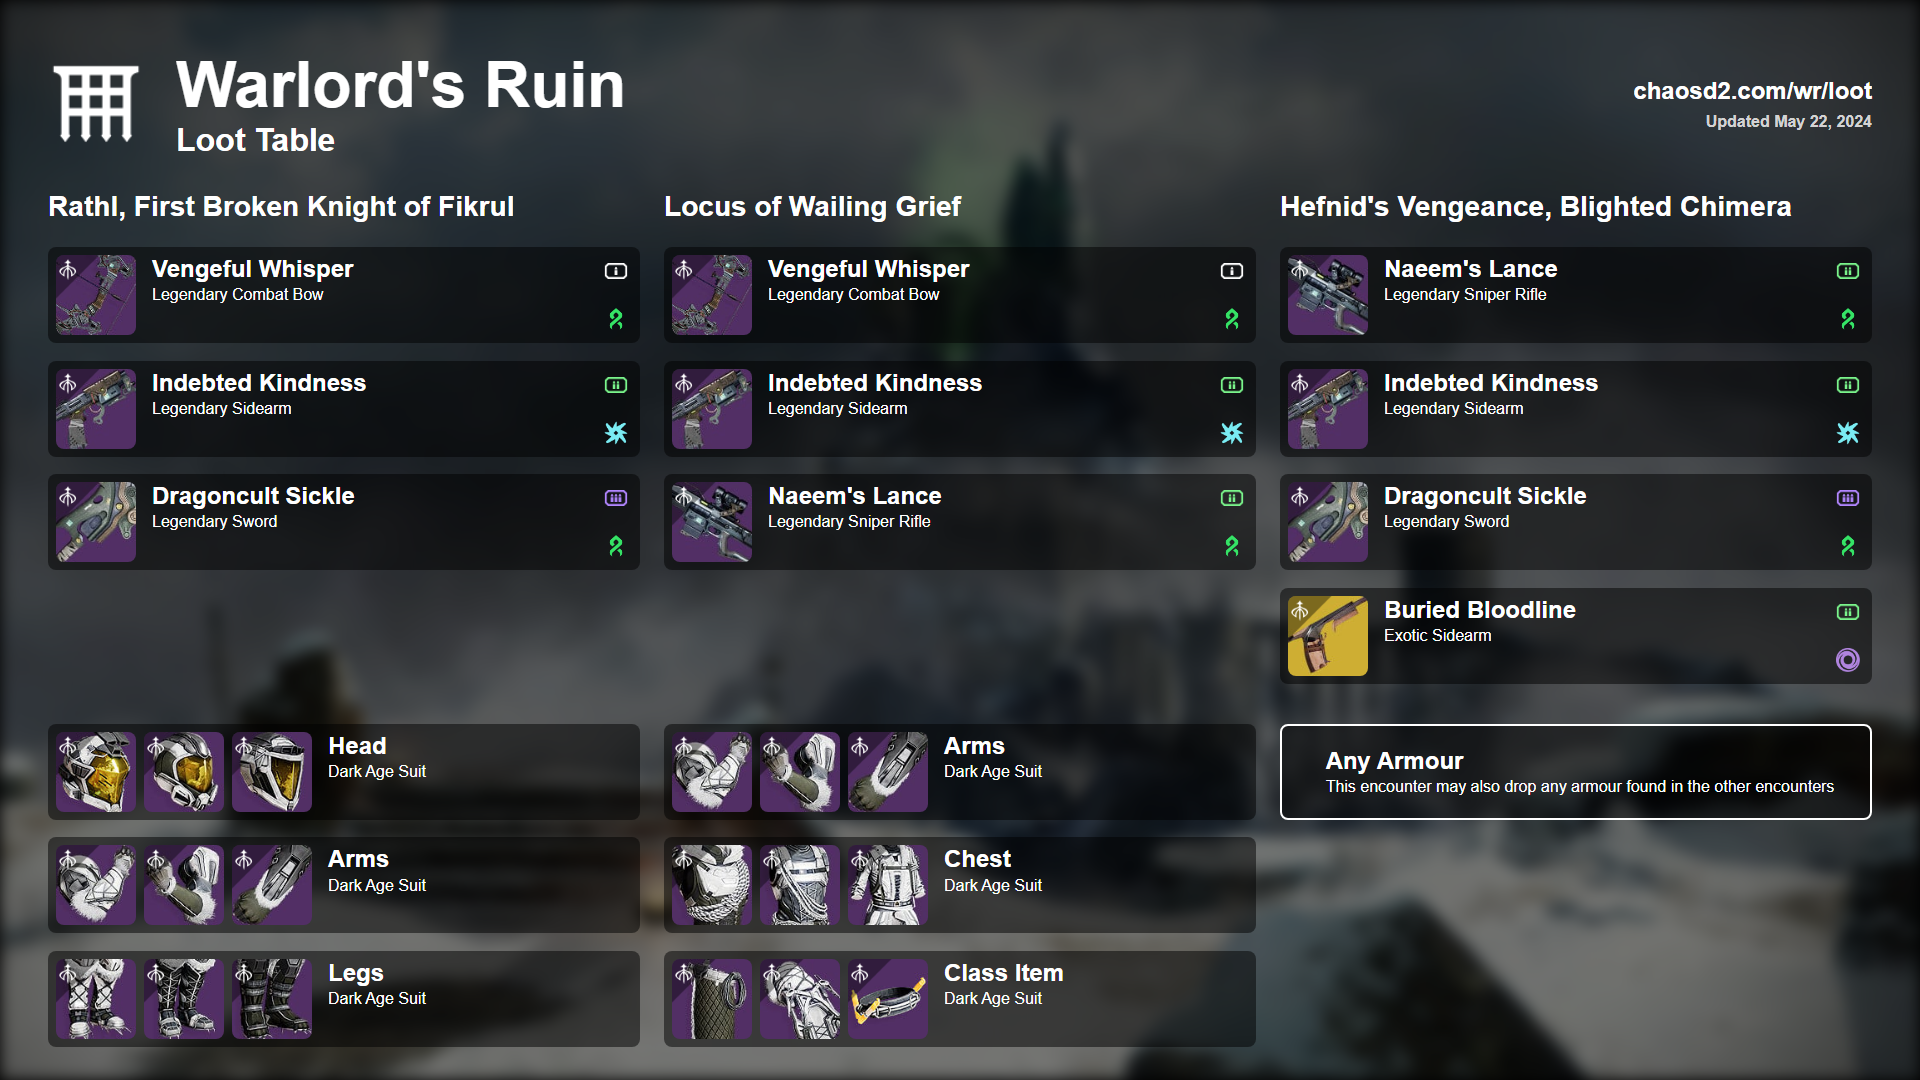 Warlord's Ruin
Loot Table
chaosd2.com/wr/loot
Updated May 22, 2024
Rathl, First Broken Knight of Fikrul
Vengeful Whisper
Legendary Combat Bow
Indebted Kindness
Legendary Sidearm
Dragoncult Sickle
Legendary Sword
Head
Dark Age Suit
Arms
Dark Age Suit
Legs
Dark Age Suit
Locus of Wailing Grief
Vengeful Whisper
Legendary Combat Bow
Indebted Kindness
Legendary Sidearm
Naeem's Lance
Legendary Sniper Rifle
Arms
Dark Age Suit
Chest
Dark Age Suit
Class Item
Dark Age Suit
Hefnid's Vengeance, Blighted Chimera
Naeem's Lance
Legendary Sniper Rifle
Indebted Kindness
Legendary Sidearm
Dragoncult Sickle
Legendary Sword
Buried Bloodline
Exotic Sidearm
Any Armour
This encounter may also drop any armour found in the other encounters